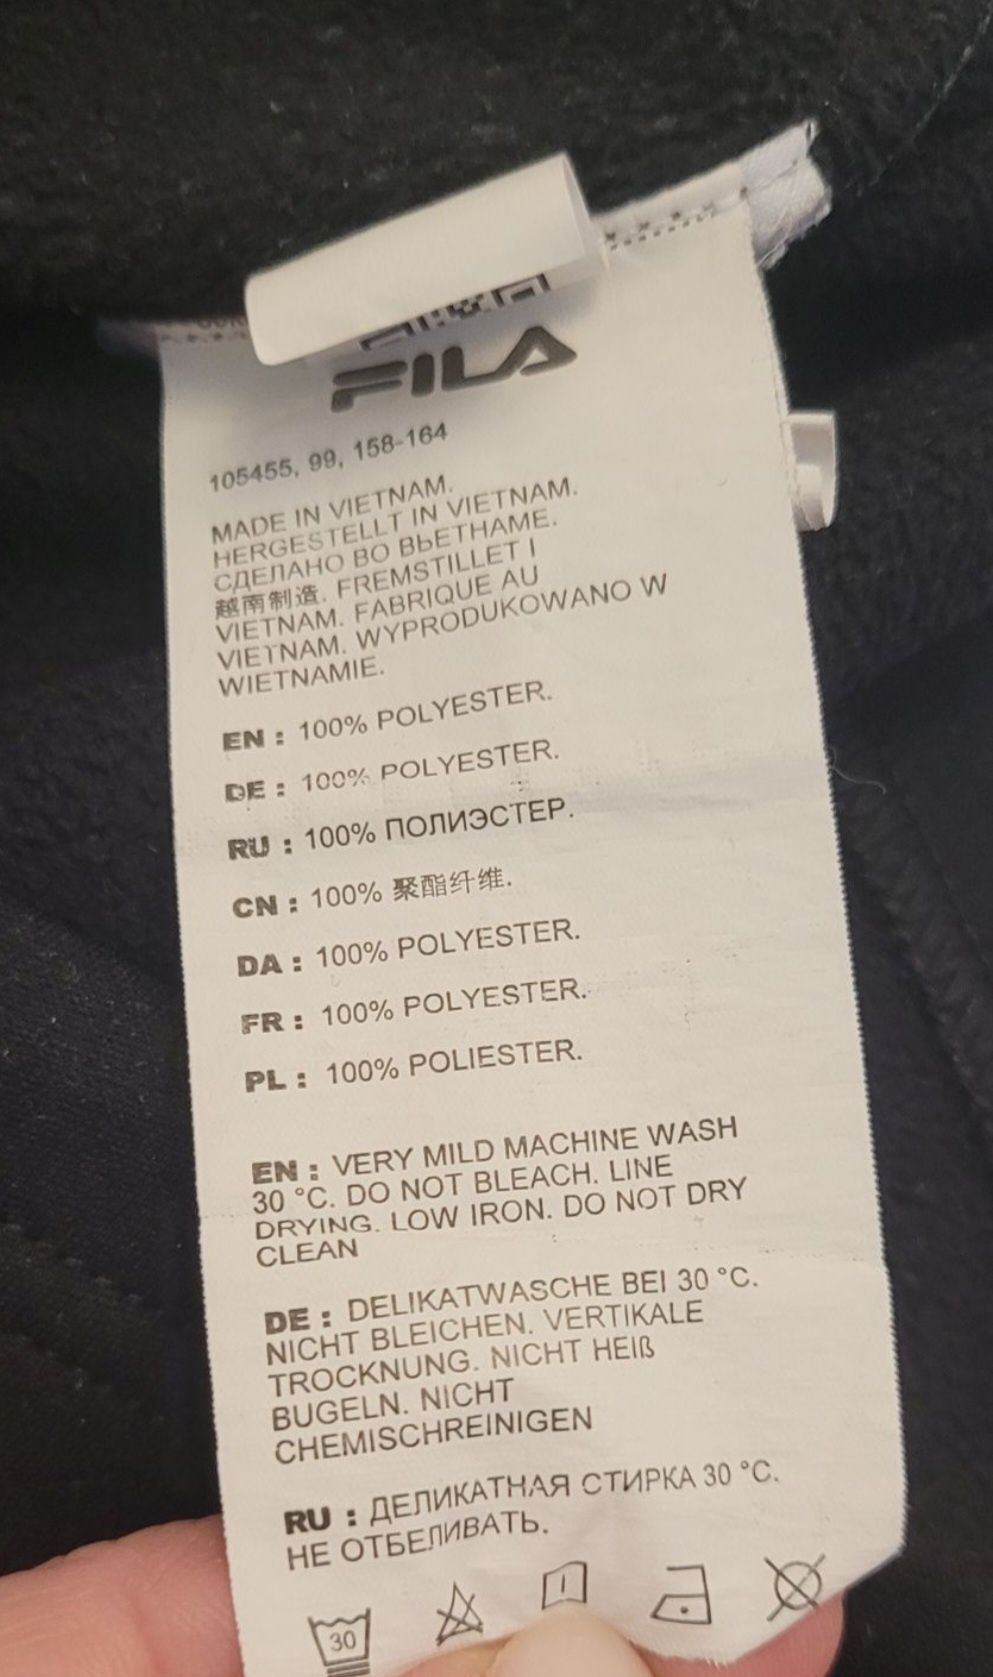 FILA
105455, 99, 158-164
MADE IN VIETNAM.
HERGESTELLT IN VIETNAM.
СДЕЛАНО ВО ВЬЕТНАМЕ.
越南制造. FREMSTILLET I
VIETNAM. FABRIQUE AU
VIETNAM. WYPRODUKOWANO W
WIETNAMIE.
EN : 100% POLYESTER.
DE : 100% POLYESTER.
RU : 100% ПОЛИЭСТЕР.
CN : 100% 聚酯纤维.
DA : 100% POLYESTER.
FR : 100% POLYESTER.
PL : 100% POLIESTER.
EN : VERY MILD MACHINE WASH
30 °C. DO NOT BLEACH. LINE
DRYING. LOW IRON. DO NOT DRY
CLEAN
DE : DELIKATWASCHE BEI 30 °C.
NICHT BLEICHEN. VERTIKALE
TROCKNUNG. NICHT HEIß
BUGELN. NICHT
CHEMISCHREINIGEN
RU : ДЕЛИКАТНАЯ СТИРКА 30 °C.
НЕ ОТБЕЛИВАТЬ.
30